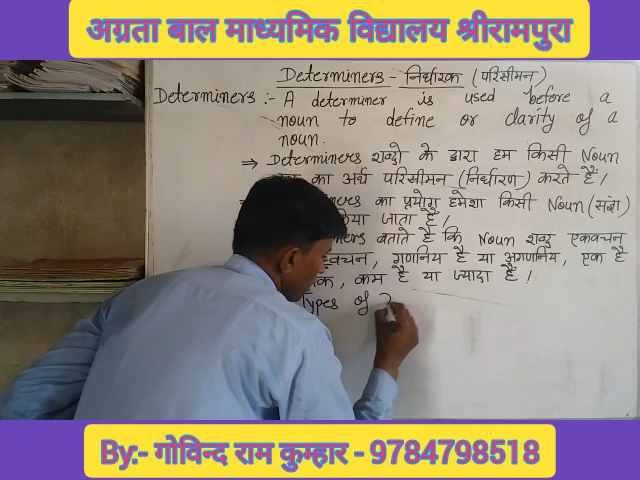 अग्रता बाल माध्यमिक विद्यालय श्रीरामपुरा
Determiners - निर्धारक (परिसीमन)
Determiners :- A determiner is used before a
noun to define or clarity of a
noun.
⇒ Determiners शब्दो के द्वारा हम किसी Noun
का अर्थ परिसीमन (निर्धारण) करते है।
का प्रयोग हमेशा किसी Noun (संज्ञा)
जाता है।
बताते है कि Noun शब्द एकवचन
, गणनिय है या अगणनिय, एक है
, कम है या ज्यादा है।
Types of
By:- गोविन्द राम कुम्हार - 9784798518